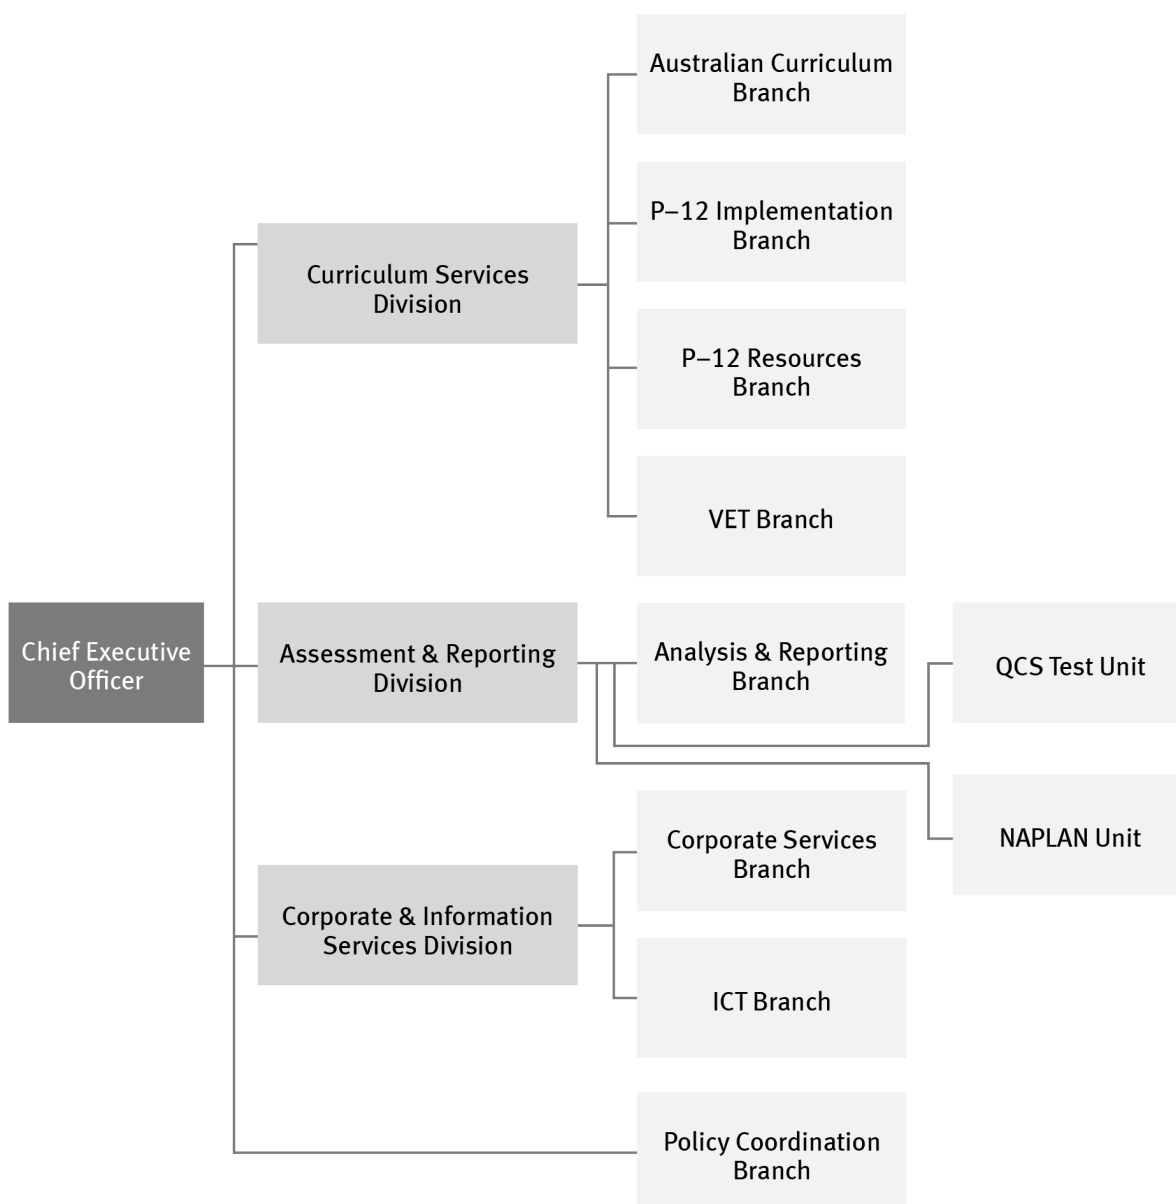 Australian Curriculum
Branch
P–12 Implementation
Branch
Curriculum Services
Division
P–12 Resources
Branch
VET Branch
Chief Executive
Officer
Assessment & Reporting
Division
Analysis & Reporting
Branch
QCS Test Unit
NAPLAN Unit
Corporate Services
Branch
Corporate & Information
Services Division
ICT Branch
Policy Coordination
Branch